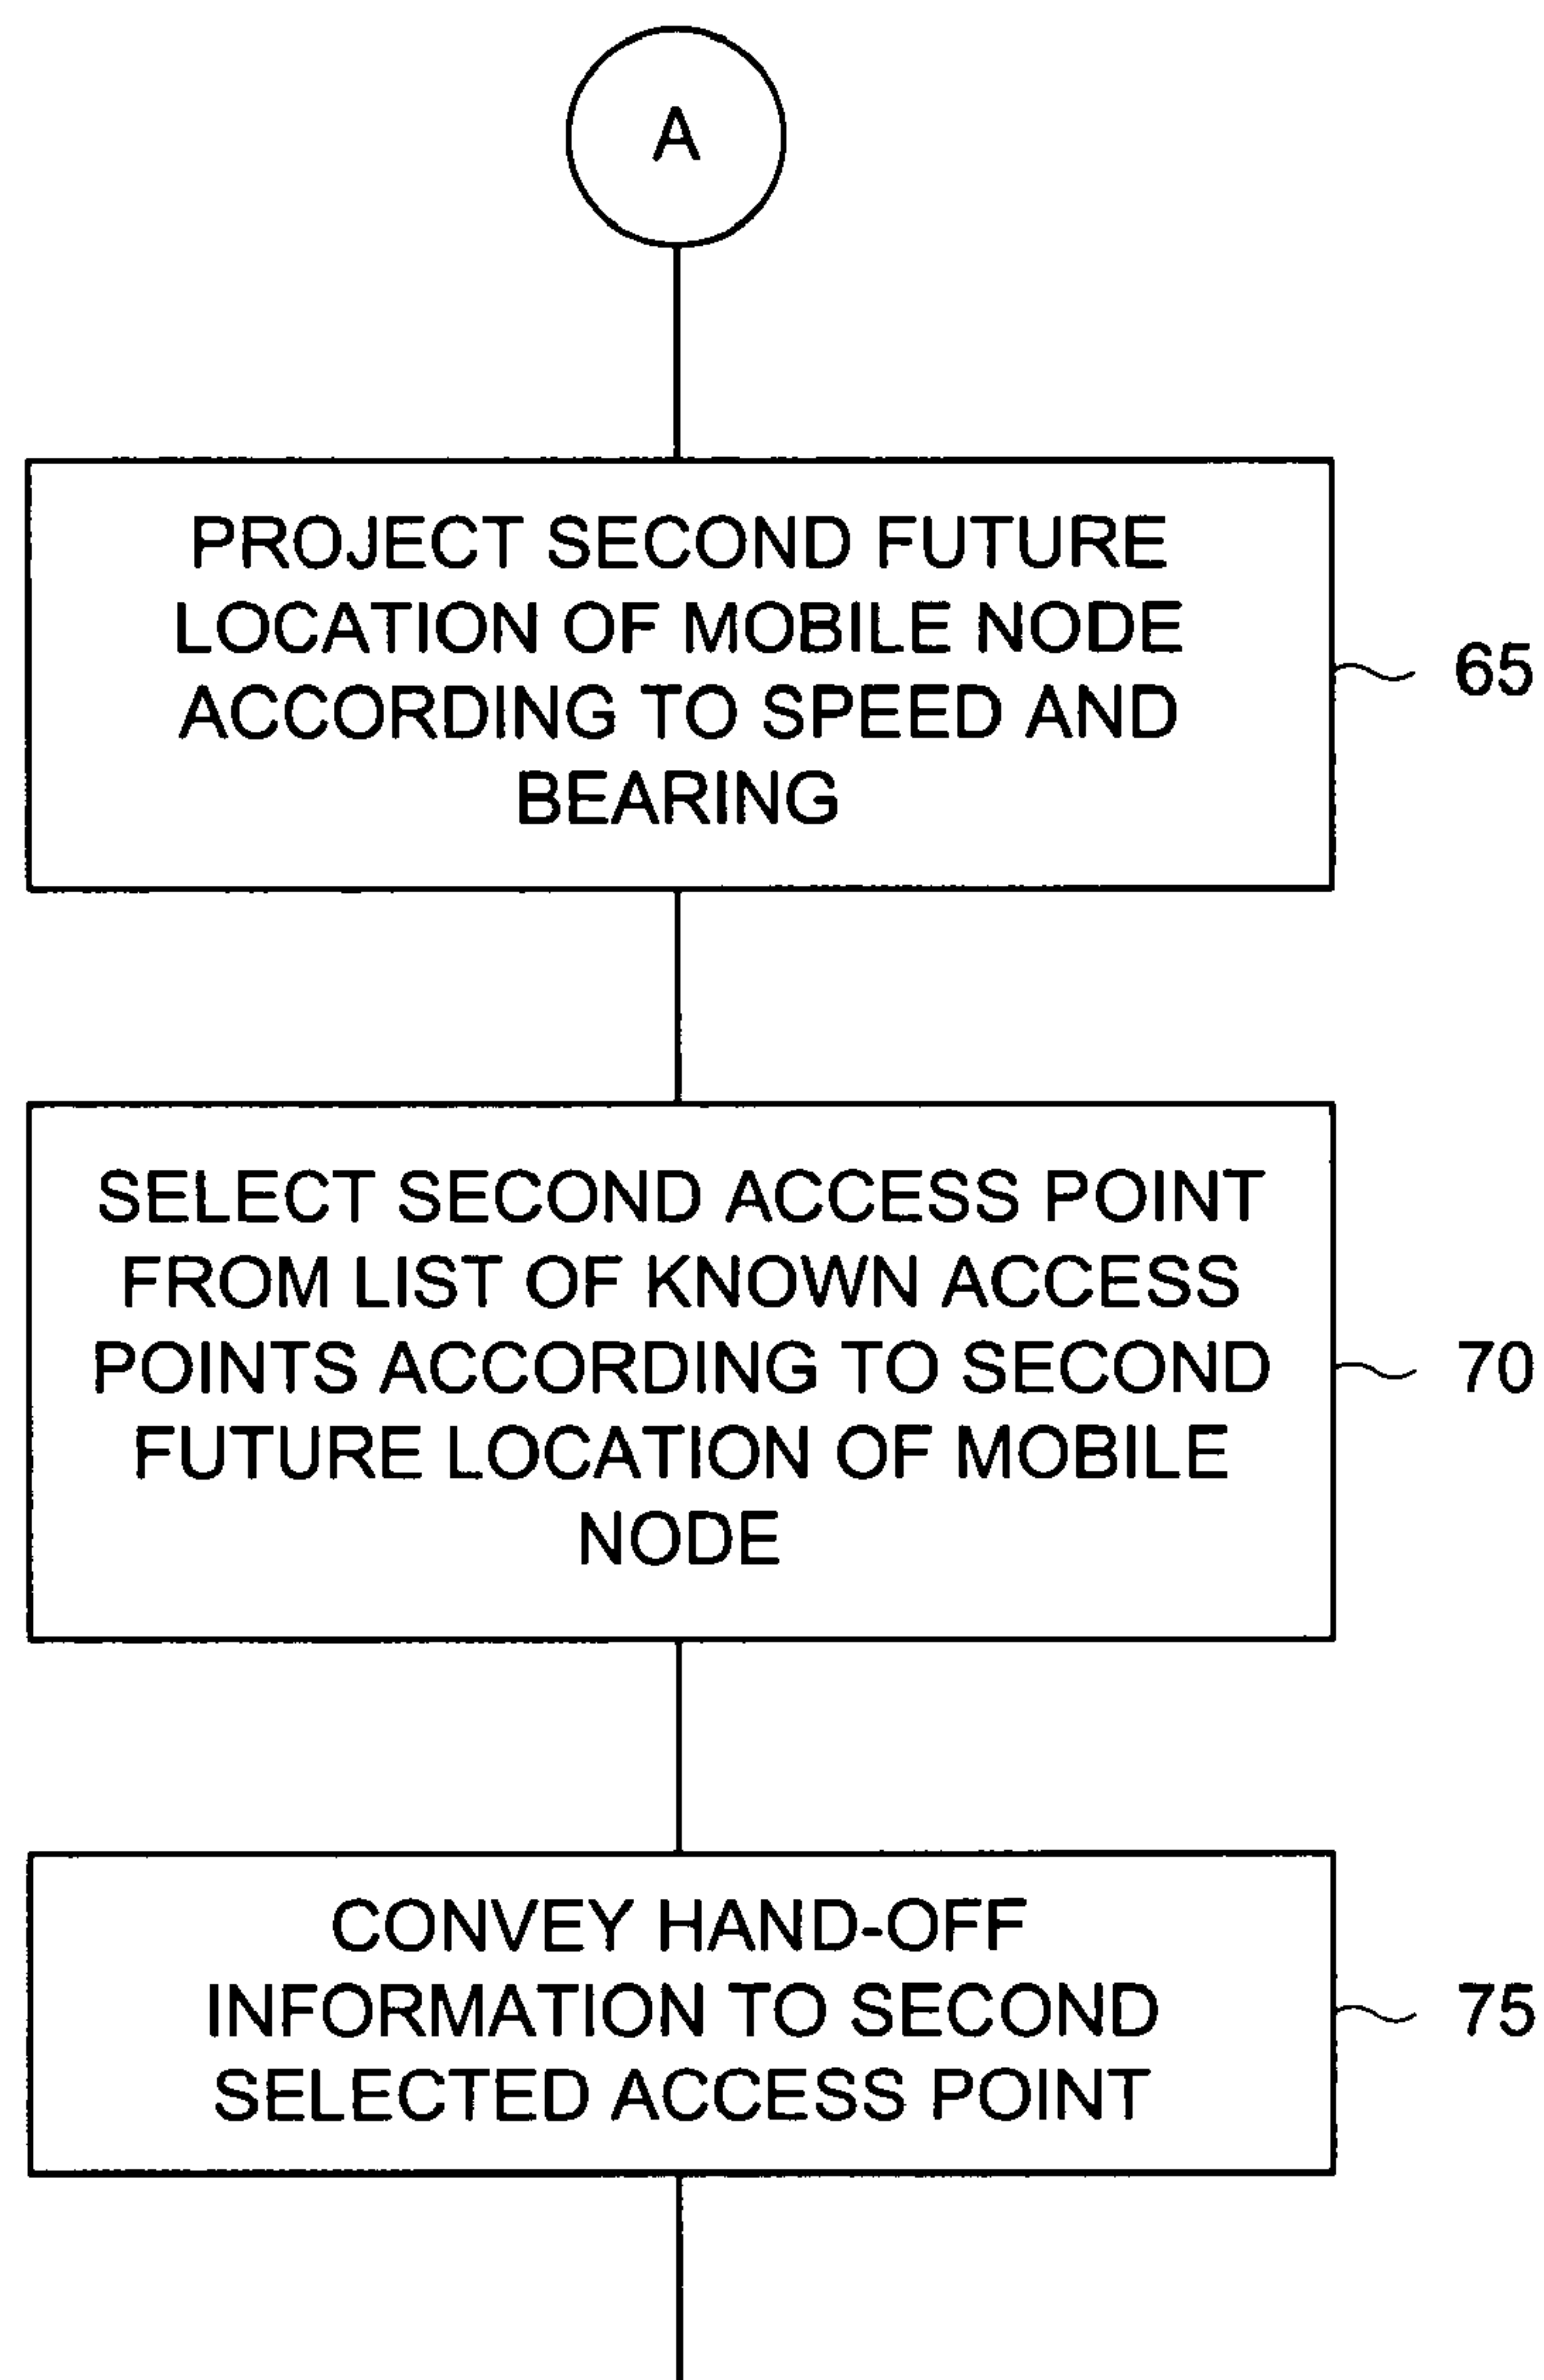 A
PROJECT SECOND FUTURE
LOCATION OF MOBILE NODE
ACCORDING TO SPEED AND
BEARING
65
SELECT SECOND ACCESS POINT
FROM LIST OF KNOWN ACCESS
POINTS ACCORDING TO SECOND
FUTURE LOCATION OF MOBILE
NODE
70
CONVEY HAND-OFF
INFORMATION TO SECOND
SELECTED ACCESS POINT
75